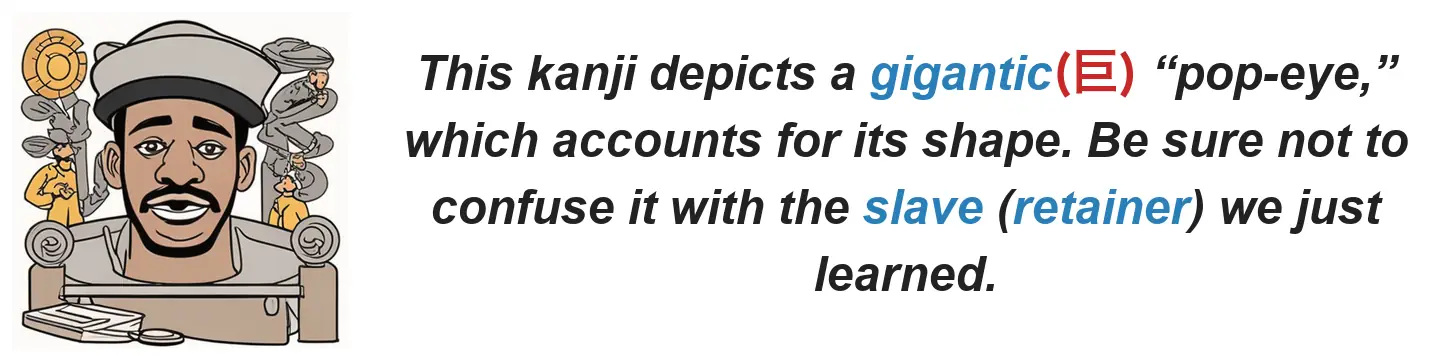 This kanji depicts a gigantic(巨) “pop-eye,”
which accounts for its shape. Be sure not to
confuse it with the slave (retainer) we just
learned.